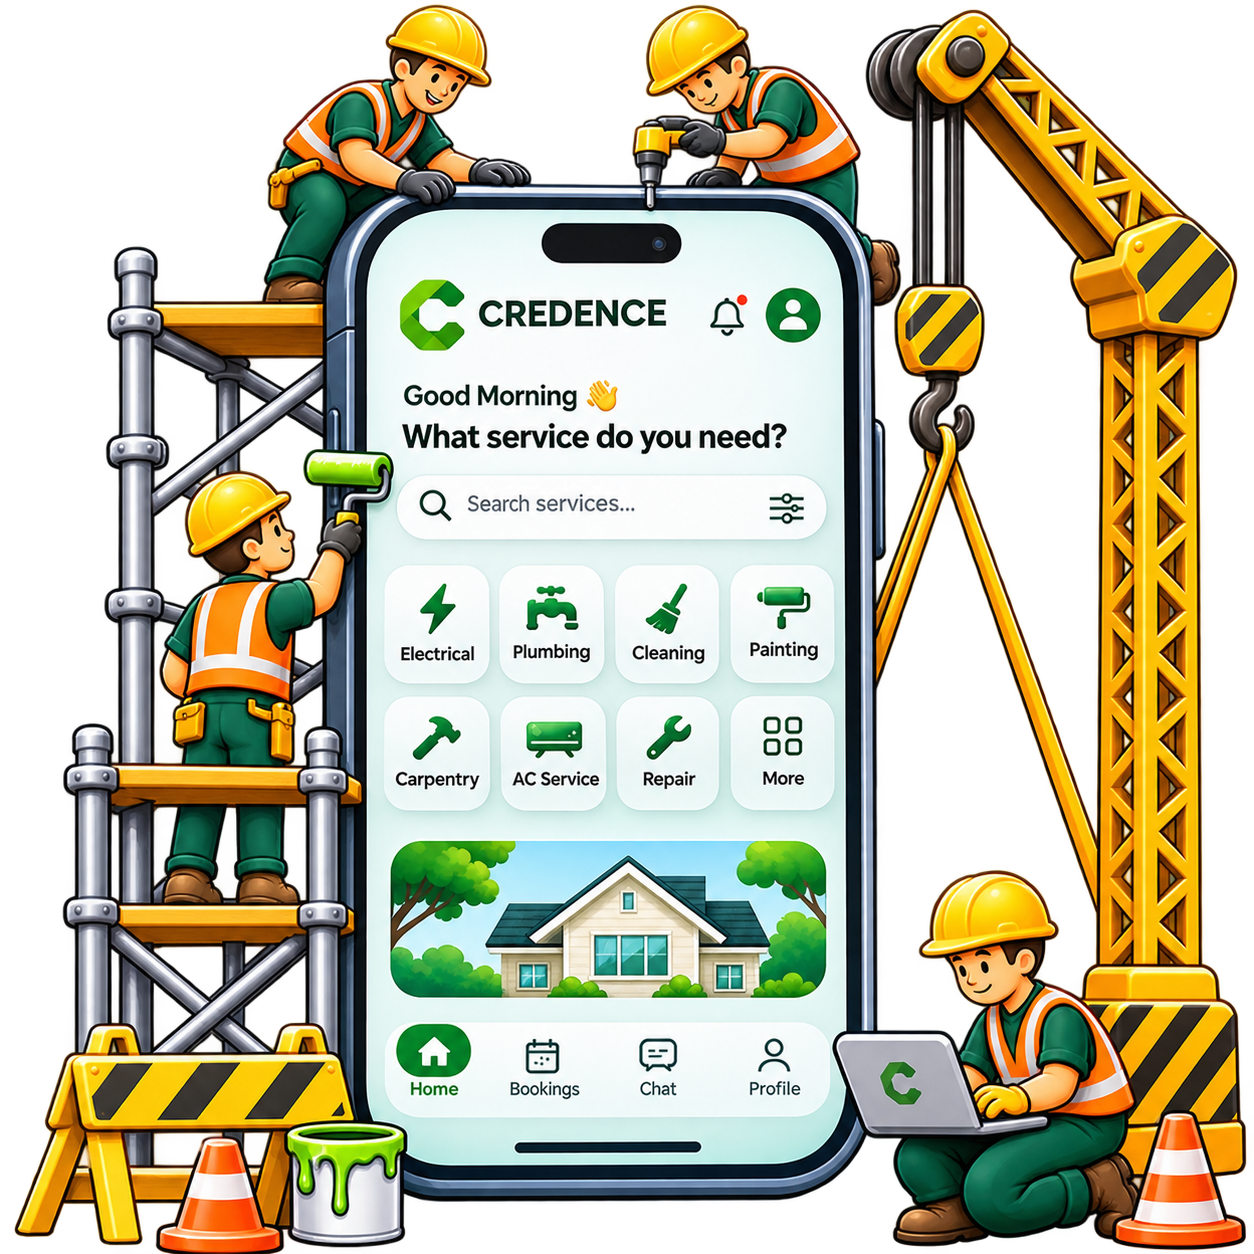 CREDENCE
Good Morning 👋
What service do you need?
Search services...
Electrical
Plumbing
Cleaning
Painting
Carpentry
AC Service
Repair
More
Home
Bookings
Chat
Profile